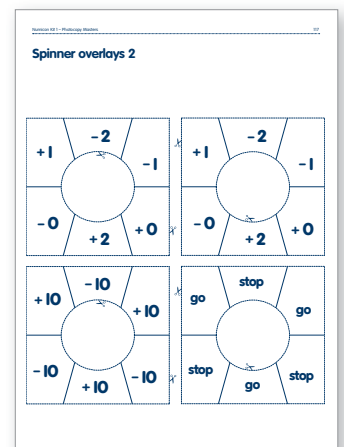 Numicon Kit 1 – Photocopy Masters
Spinner overlays 2
– 2
+ 1
– 1
– 0
+ 0
+ 2
– 2
+ 1
– 1
– 0
+ 0
+ 2
– 10
+ 10
+ 10
– 10
– 10
+ 10
stop
go
go
stop
stop
go